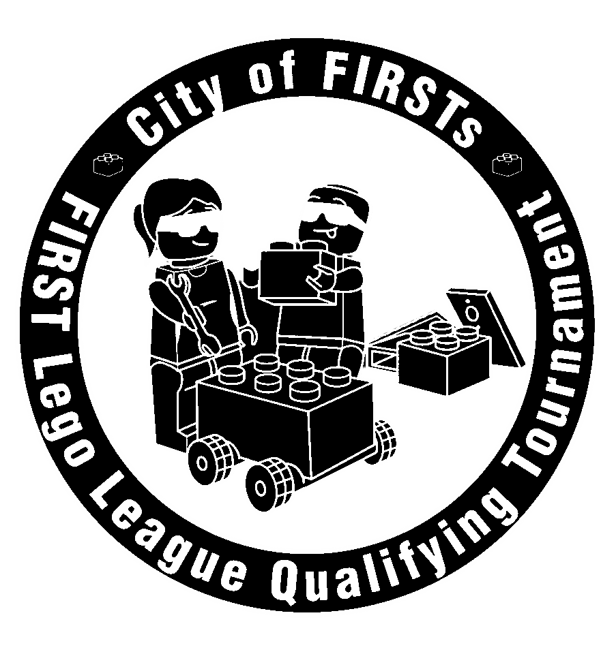 City of FIRSTs
FIRST Lego League Qualifying Tournament